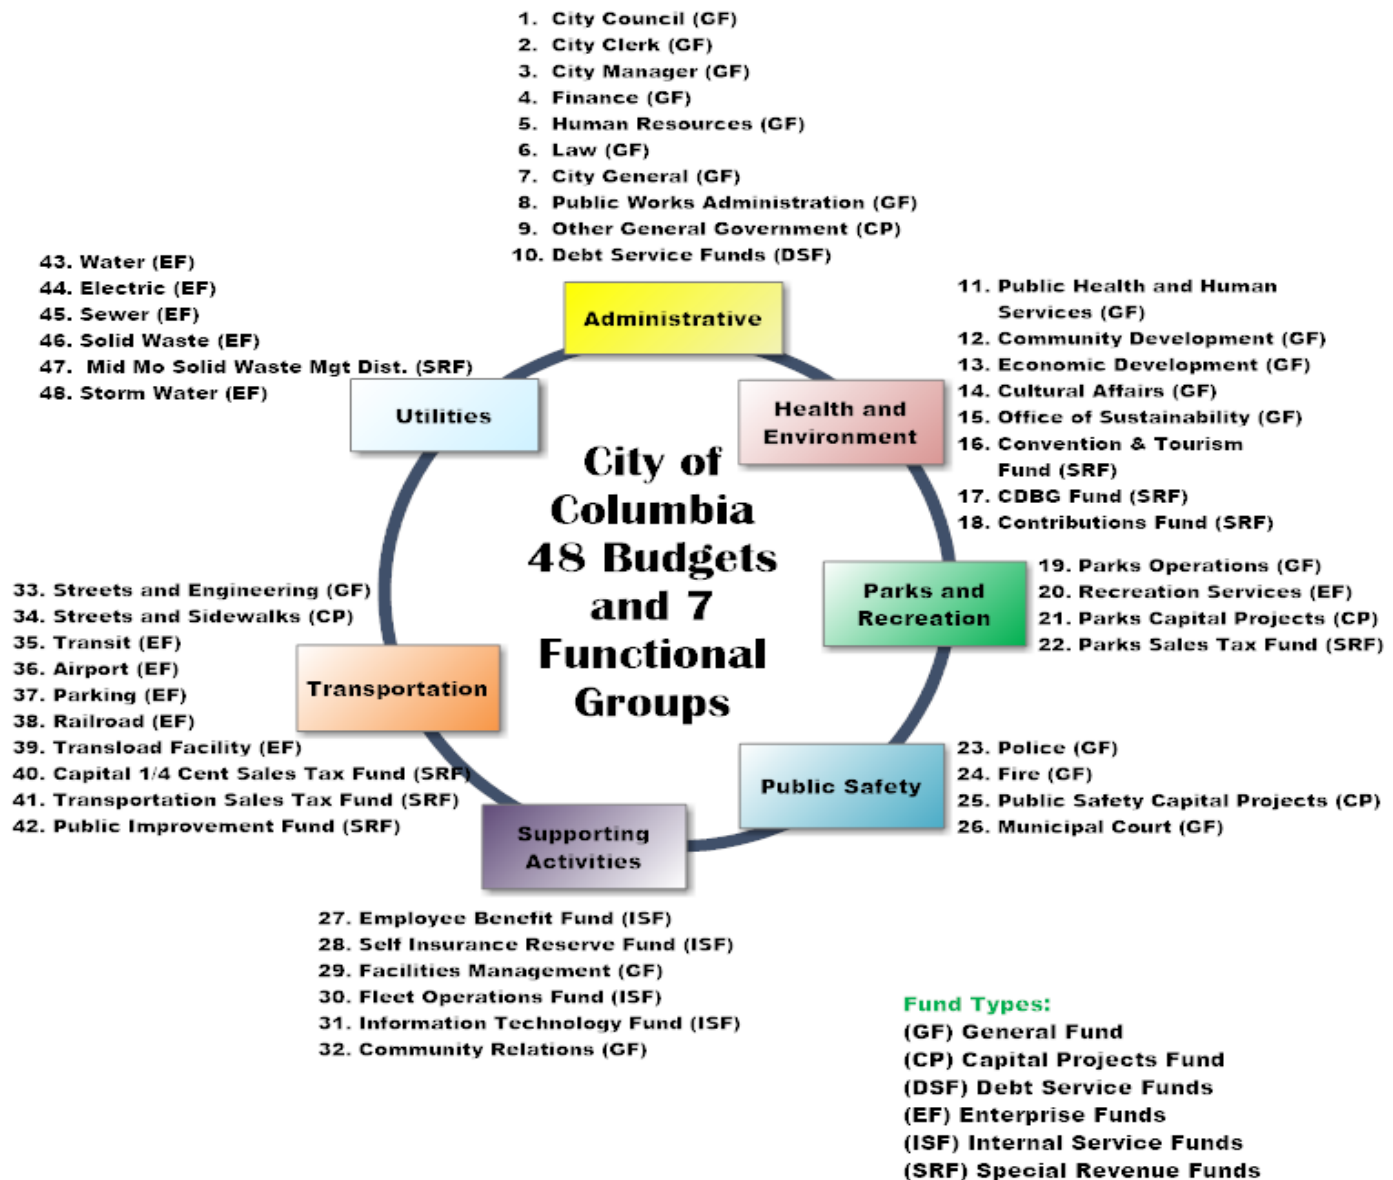 1. City Council (GF)
2. City Clerk (GF)
3. City Manager (GF)
4. Finance (GF)
5. Human Resources (GF)
6. Law (GF)
7. City General (GF)
8. Public Works Administration (GF)
9. Other General Government (CP)
10. Debt Service Funds (DSF)
Administrative
11. Public Health and Human
Services (GF)
12. Community Development (GF)
13. Economic Development (GF)
14. Cultural Affairs (GF)
15. Office of Sustainability (GF)
16. Convention & Tourism
Fund (SRF)
17. CDBG Fund (SRF)
18. Contributions Fund (SRF)
Health and
Environment
19. Parks Operations (GF)
20. Recreation Services (EF)
21. Parks Capital Projects (CP)
22. Parks Sales Tax Fund (SRF)
Parks and
Recreation
23. Police (GF)
24. Fire (GF)
25. Public Safety Capital Projects (CP)
26. Municipal Court (GF)
Public Safety
Supporting
Activities
27. Employee Benefit Fund (ISF)
28. Self Insurance Reserve Fund (ISF)
29. Facilities Management (GF)
30. Fleet Operations Fund (ISF)
31. Information Technology Fund (ISF)
32. Community Relations (GF)
33. Streets and Engineering (GF)
34. Streets and Sidewalks (CP)
35. Transit (EF)
36. Airport (EF)
37. Parking (EF)
38. Railroad (EF)
39. Transload Facility (EF)
40. Capital 1/4 Cent Sales Tax Fund (SRF)
41. Transportation Sales Tax Fund (SRF)
42. Public Improvement Fund (SRF)
Transportation
43. Water (EF)
44. Electric (EF)
45. Sewer (EF)
46. Solid Waste (EF)
47. Mid Mo Solid Waste Mgt Dist. (SRF)
48. Storm Water (EF)
Utilities
City of
Columbia
48 Budgets
and 7
Functional
Groups
Fund Types:
(GF) General Fund
(CP) Capital Projects Fund
(DSF) Debt Service Funds
(EF) Enterprise Funds
(ISF) Internal Service Funds
(SRF) Special Revenue Funds